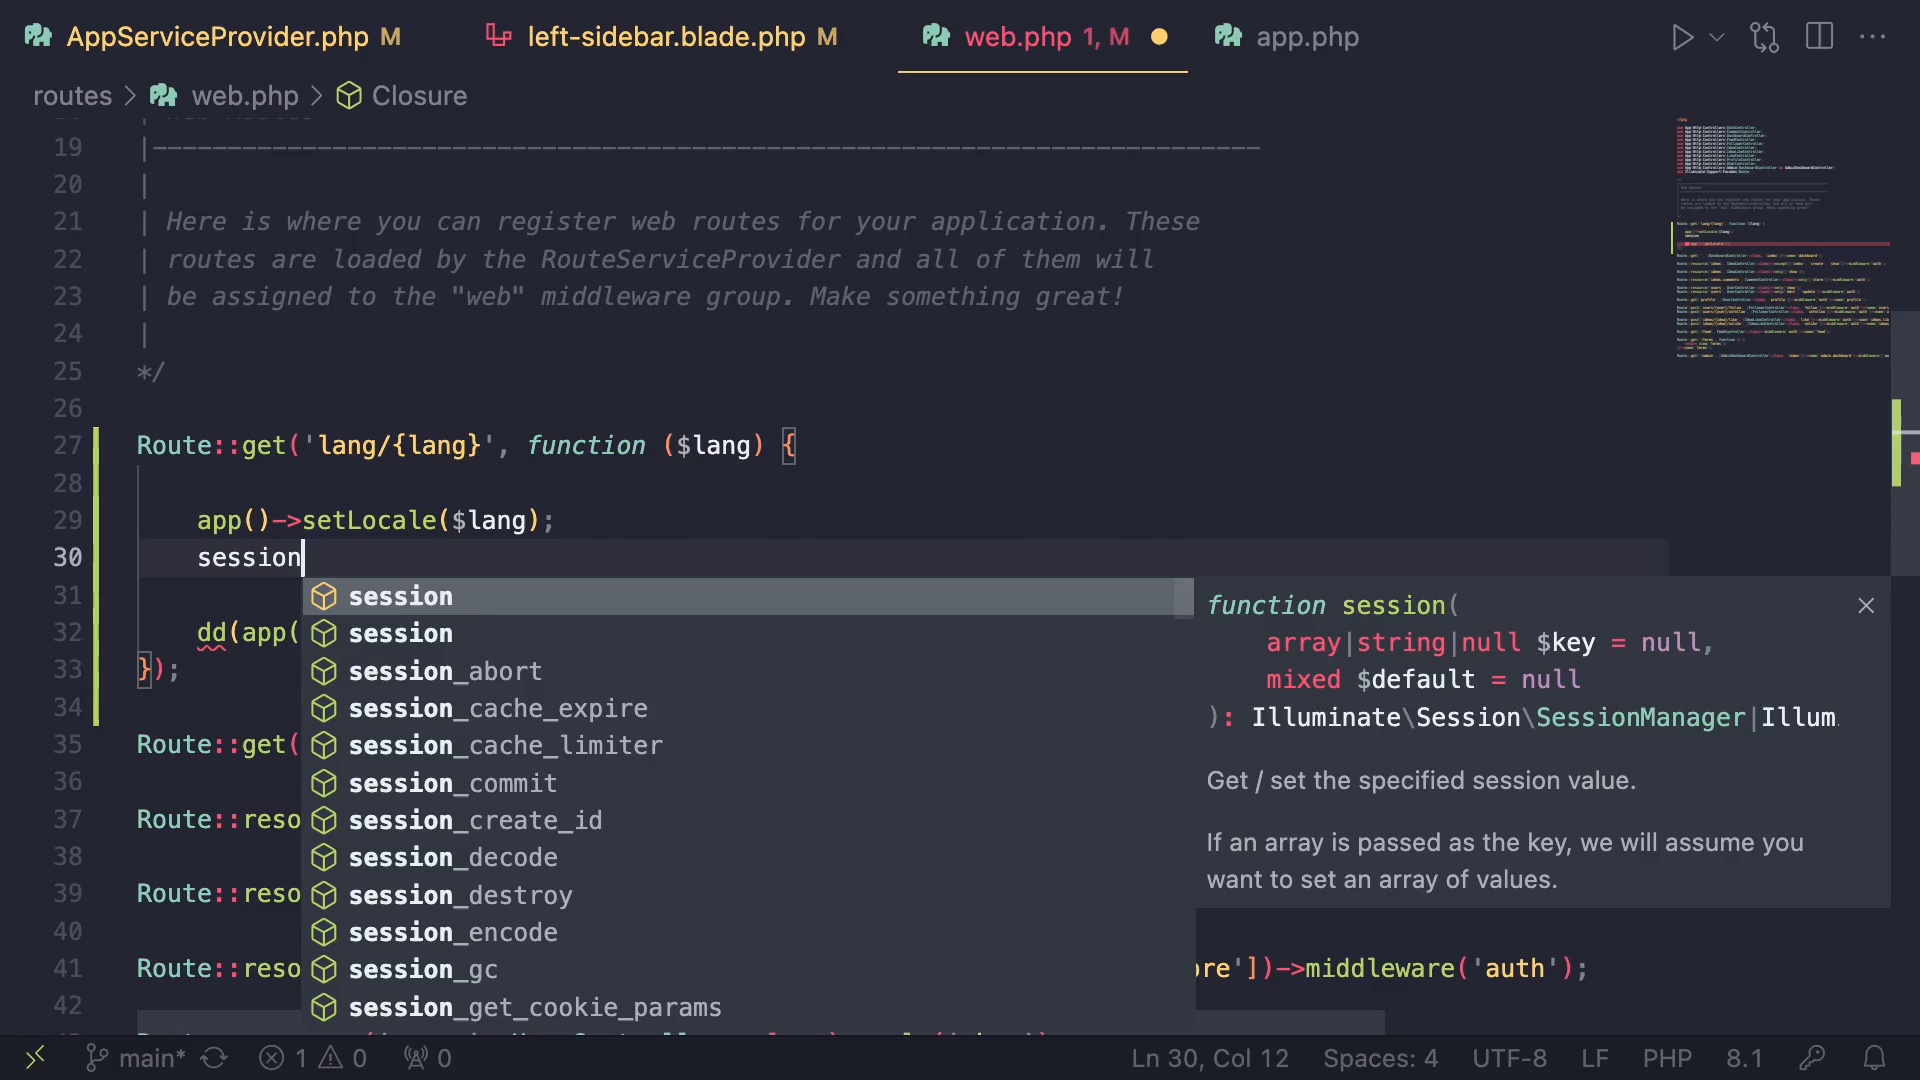 AppServiceProvider.php M left-sidebar.blade.php M web.php 1, M app.php
routes > web.php > Closure
19 |--------------------------------------------------------------------------
20 |
21 | Here is where you can register web routes for your application. These
22 | routes are loaded by the RouteServiceProvider and all of them will
23 | be assigned to the "web" middleware group. Make something great!
24 |
25 */
26
27 Route::get('lang/{lang}', function ($lang) {
28
29 app()->setLocale($lang);
30 session
31
32 dd(app(
33 });
34
35 Route::get(
36
37 Route::reso
38
39 Route::reso
40
41 Route::reso
42
session
session
session_abort
session_cache_expire
session_cache_limiter
session_commit
session_create_id
session_decode
session_destroy
session_encode
session_gc
session_get_cookie_params
function session(
array|string|null $key = null,
mixed $default = null
): Illuminate\Session\SessionManager|Illum
Get / set the specified session value.
If an array is passed as the key, we will assume you
want to set an array of values.
ore'])->middleware('auth');
main* 1 0 0 Ln 30, Col 12 Spaces: 4 UTF-8 LF PHP 8.1